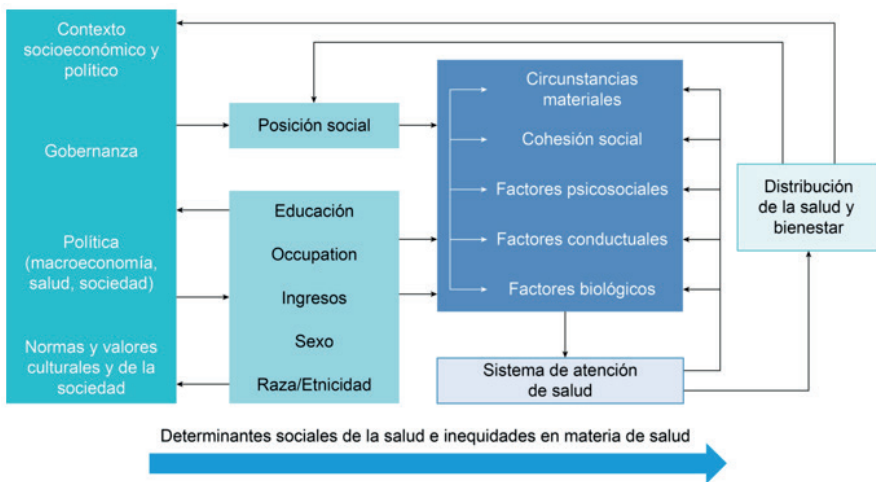 Contexto
socioeconómico y
político
Gobernanza
Política
(macroeconomía,
salud, sociedad)
Normas y valores
culturales y de la
sociedad
Posición social
Educación
Occupation
Ingresos
Sexo
Raza/Etnicidad
Circunstancias
materiales
Cohesión social
Factores psicosociales
Factores conductuales
Factores biológicos
Sistema de atención
de salud
Distribución
de la salud y
bienestar
Determinantes sociales de la salud e inequidades en materia de salud